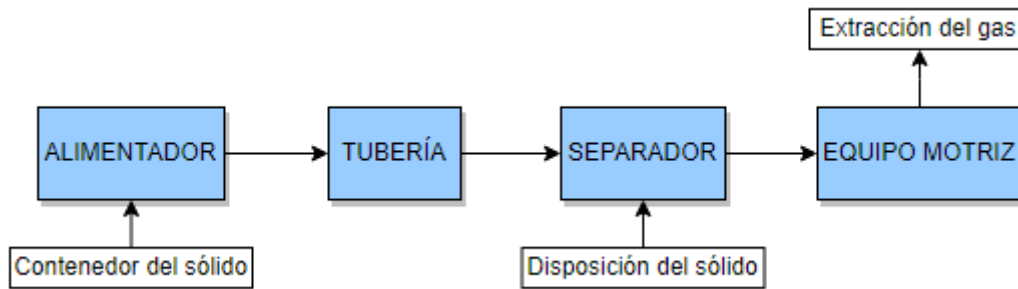 Extracción del gas
ALIMENTADOR
TUBERÍA
SEPARADOR
EQUIPO MOTRIZ
Contenedor del sólido
Disposición del sólido